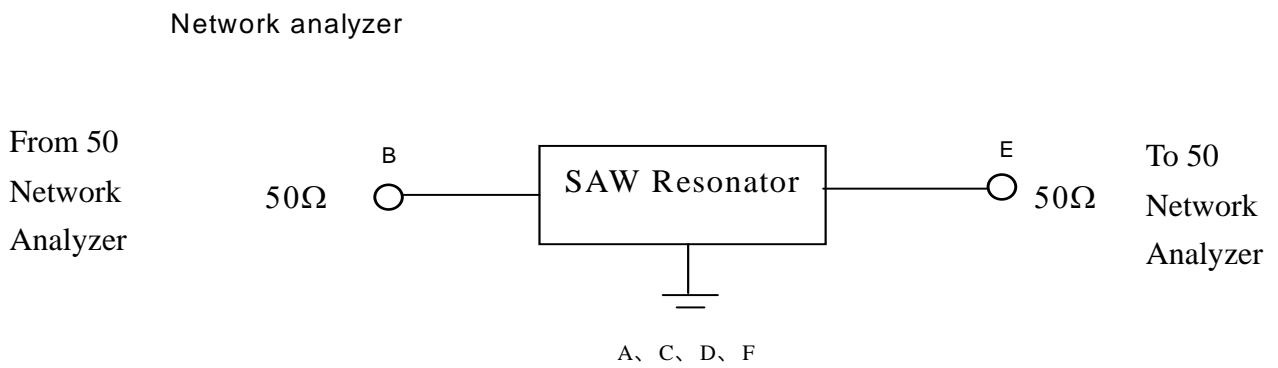 Network analyzer
From 50
Network
Analyzer
50Ω
B
SAW Resonator
E
50Ω
To 50
Network
Analyzer
A、C、D、F